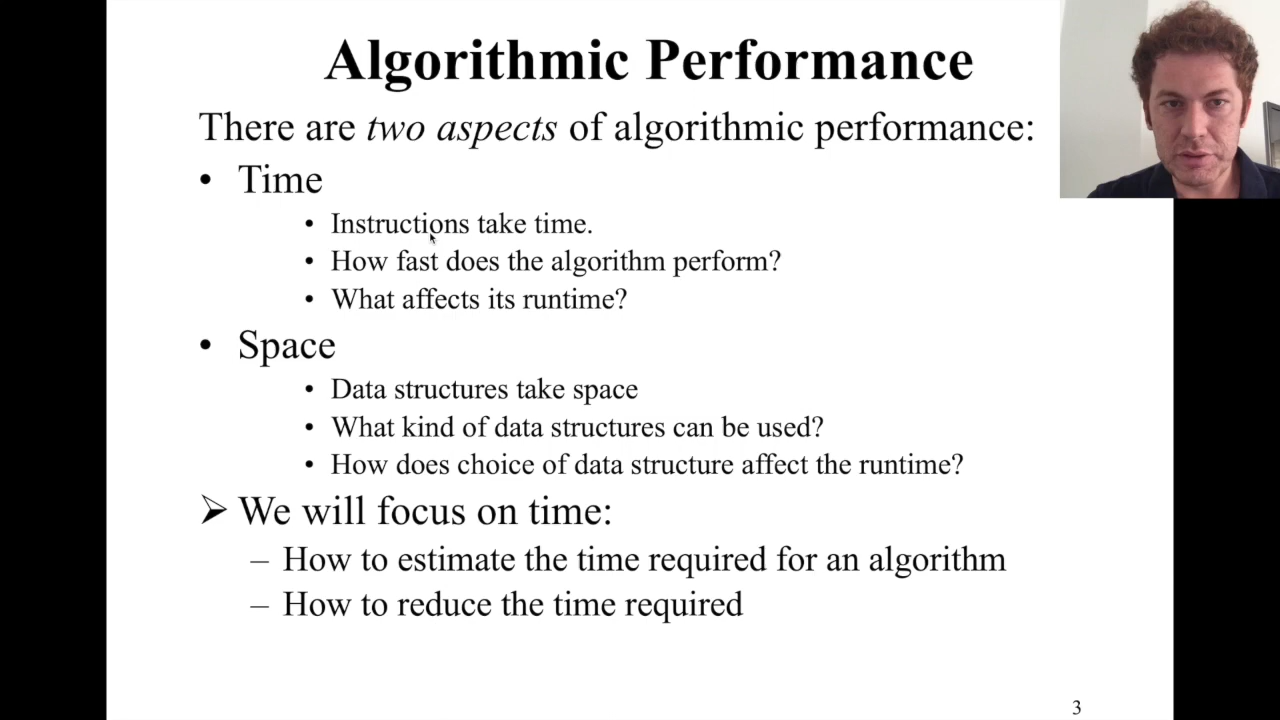 Algorithmic Performance
There are two aspects of algorithmic performance:
• Time
• Instructions take time.
• How fast does the algorithm perform?
• What affects its runtime?
• Space
• Data structures take space
• What kind of data structures can be used?
• How does choice of data structure affect the runtime?
➢ We will focus on time:
– How to estimate the time required for an algorithm
– How to reduce the time required
3